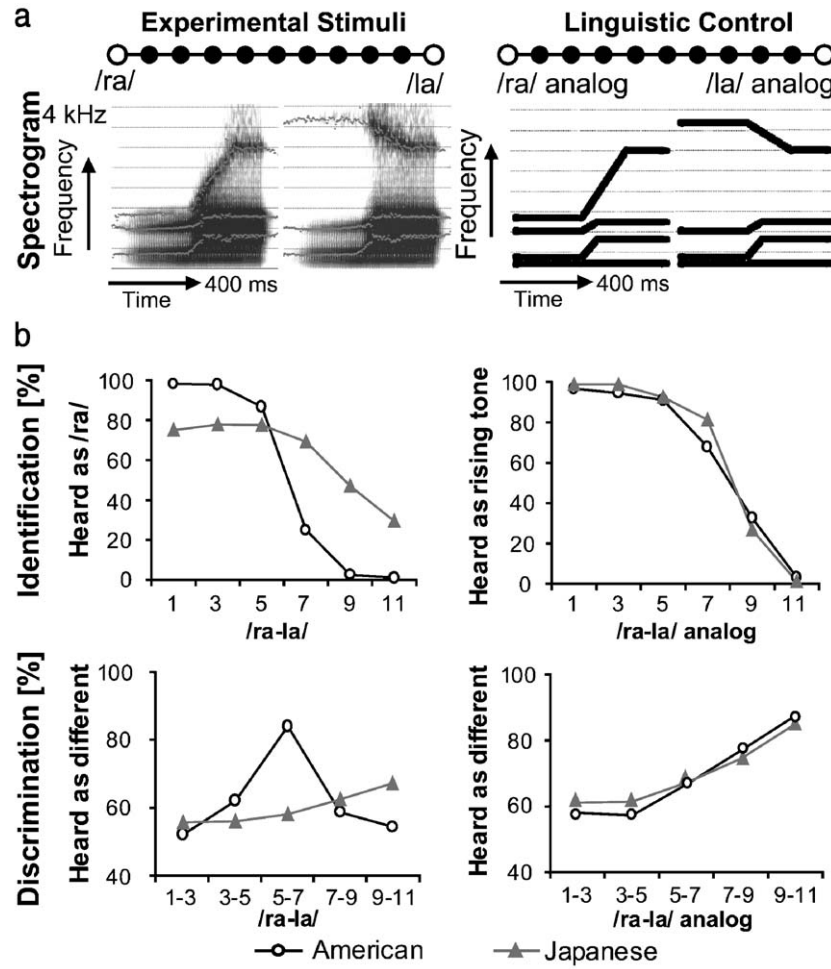 a
Experimental Stimuli
Linguistic Control
/ra/
/la/
/ra/ analog
/la/ analog
Spectrogram
4 kHz
Frequency
Time
400 ms
Frequency
Time
400 ms
b
Identification [%]
Heard as /ra/
100
80
60
40
20
0
1 3 5 7 9 11
/ra-la/
Heard as rising tone
100
80
60
40
20
0
1 3 5 7 9 11
/ra-la/ analog
Discrimination [%]
Heard as different
100
80
60
40
1-3 3-5 5-7 7-9 9-11
/ra-la/
Heard as different
100
80
60
40
1-3 3-5 5-7 7-9 9-11
/ra-la/ analog
American
Japanese